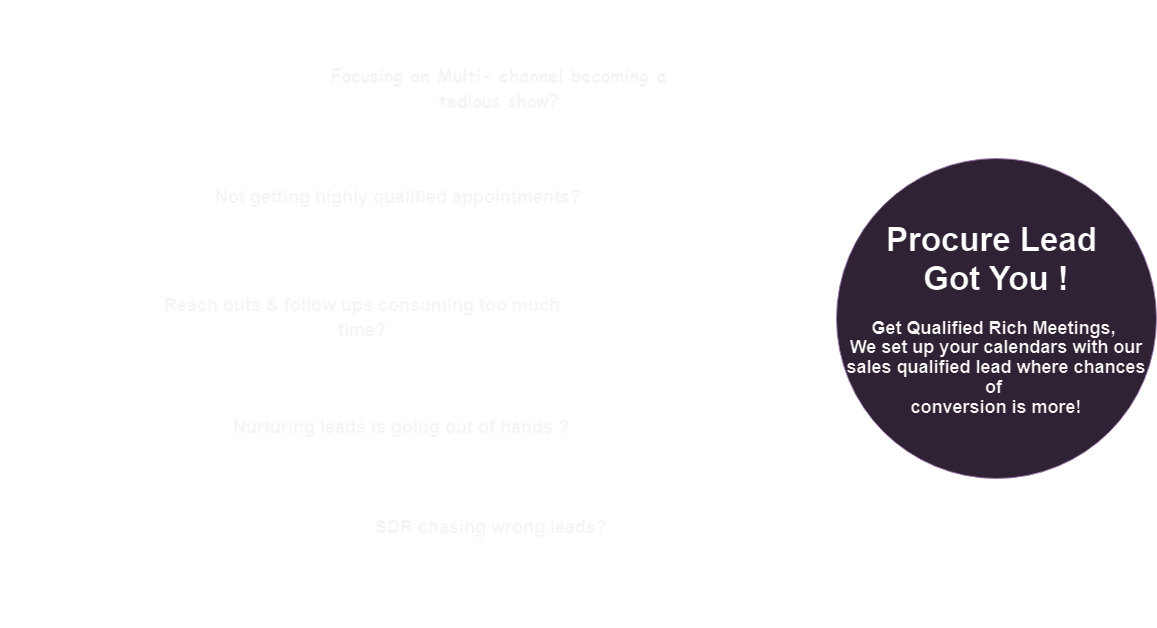 Focusing on Multi- channel becoming a
tedious show?
Not getting highly qualified appointments?
Reach outs & follow ups consuming too much
time?
Nurturing leads is going out of hands ?
SDR chasing wrong leads?
Procure Lead
Got You !
Get Qualified Rich Meetings,
We set up your calendars with our
sales qualified lead where chances
of
conversion is more!